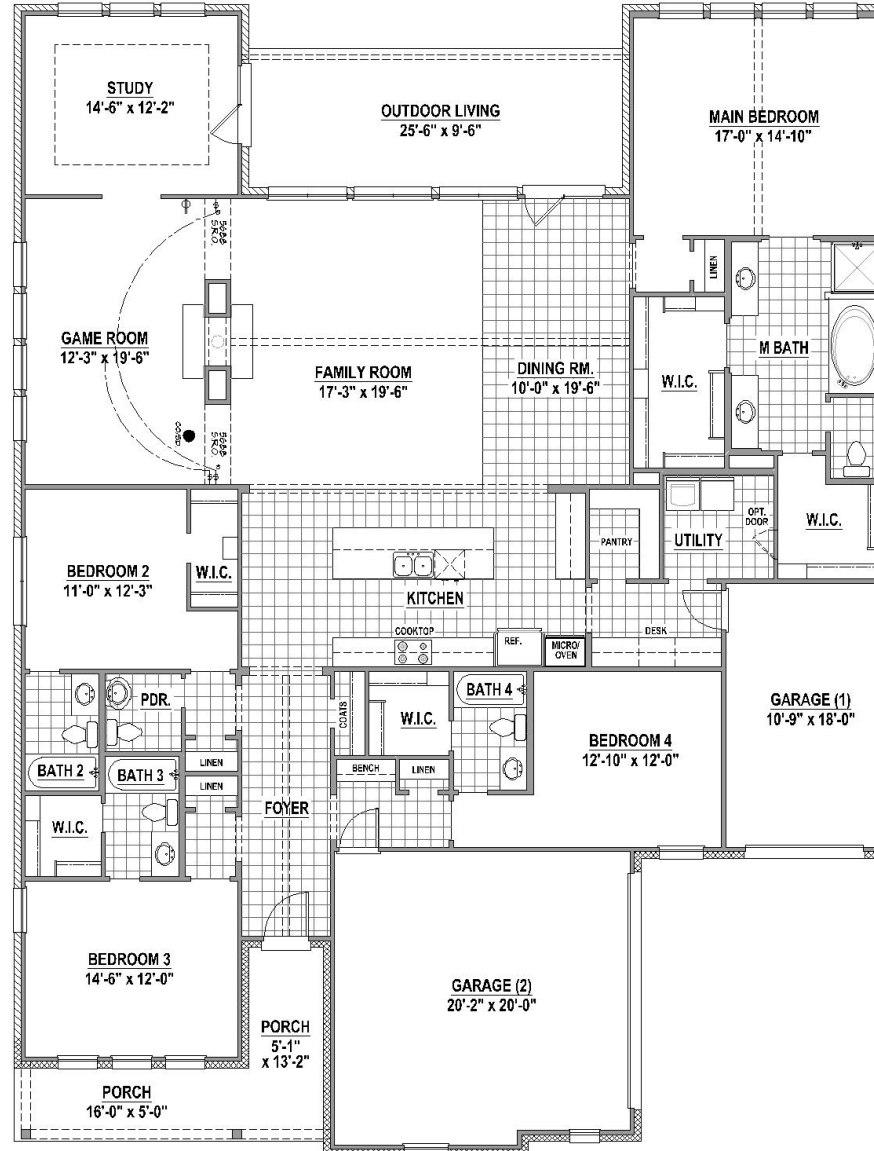 STUDY
14'-6" x 12'-2"
OUTDOOR LIVING
25'-6" x 9'-6"
MAIN BEDROOM
17'-0" x 14'-10"
5068
S.R.O.
LINEN
GAME ROOM
12'-3" x 19'-6"
FAMILY ROOM
17'-3" x 19'-6"
DINING RM.
10'-0" x 19'-6"
M BATH
W.I.C.
CO/SD
5068
S.R.O.
BEDROOM 2
11'-0" x 12'-3"
W.I.C.
KITCHEN
PANTRY
UTILITY
OPT.
DOOR
W.I.C.
COOKTOP
REF.
MICRO/
OVEN
DESK
PDR.
COATS
W.I.C.
BATH 4
BEDROOM 4
12'-10" x 12'-0"
GARAGE (1)
10'-9" x 18'-0"
BATH 2
BATH 3
LINEN
LINEN
BENCH
LINEN
W.I.C.
FOYER
BEDROOM 3
14'-6" x 12'-0"
GARAGE (2)
20'-2" x 20'-0"
PORCH
5'-1"
x 13'-2"
PORCH
16'-0" x 5'-0"